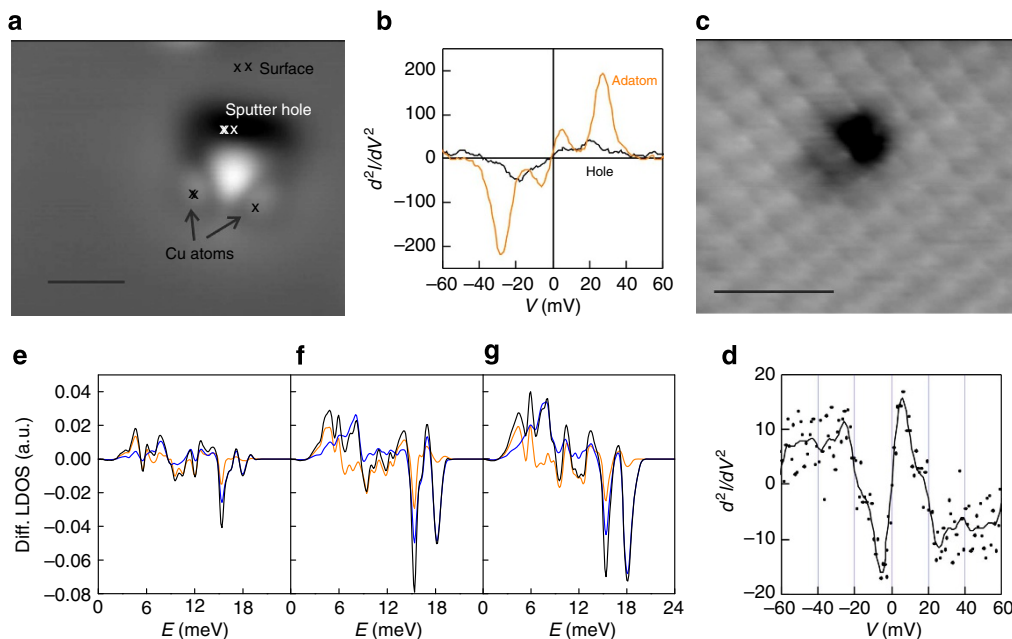 a
x x Surface
Sputter hole
xx x
x x
Cu atoms
b
200
100
0
−100
−200
d²I/dV²
Adatom
Hole
−60 −40 −20 0 20 40 60
V (mV)
c
e
f
g
0.04
0.02
0.00
−0.02
−0.04
−0.06
−0.08
Diff. LDOS (a.u.)
0 6 12 18 0 6 12 18 0 6 12 18 24
E (meV) E (meV) E (meV)
d
20
10
0
−10
−20
d²I/dV²
−60 −40 −20 0 20 40 60
V (mV)